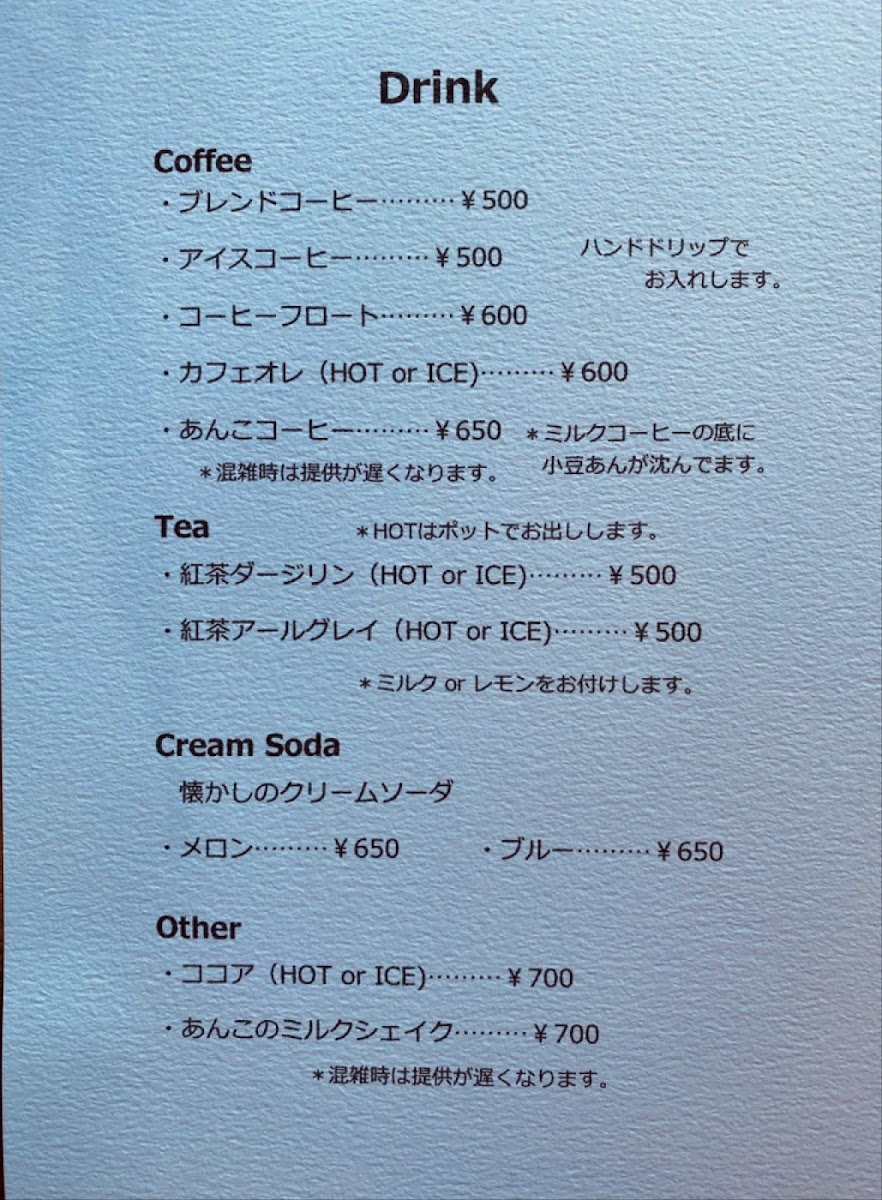 Drink
Coffee
・ブレンドコーヒー………￥500
・アイスコーヒー………￥500
ハンドドリップで
お入れします。
・コーヒーフロート………￥600
・カフェオレ（HOT or ICE)………￥600
・あんこコーヒー………￥650
＊ミルクコーヒーの底に
小豆あんが沈んでます。
＊混雑時は提供が遅くなります。
Tea
＊HOTはポットでお出しします。
・紅茶ダージリン（HOT or ICE)………￥500
・紅茶アールグレイ（HOT or ICE)………￥500
＊ミルク or レモンをお付けします。
Cream Soda
懐かしのクリームソーダ
・メロン………￥650　・ブルー………￥650
Other
・ココア（HOT or ICE)………￥700
・あんこのミルクシェイク………￥700
＊混雑時は提供が遅くなります。